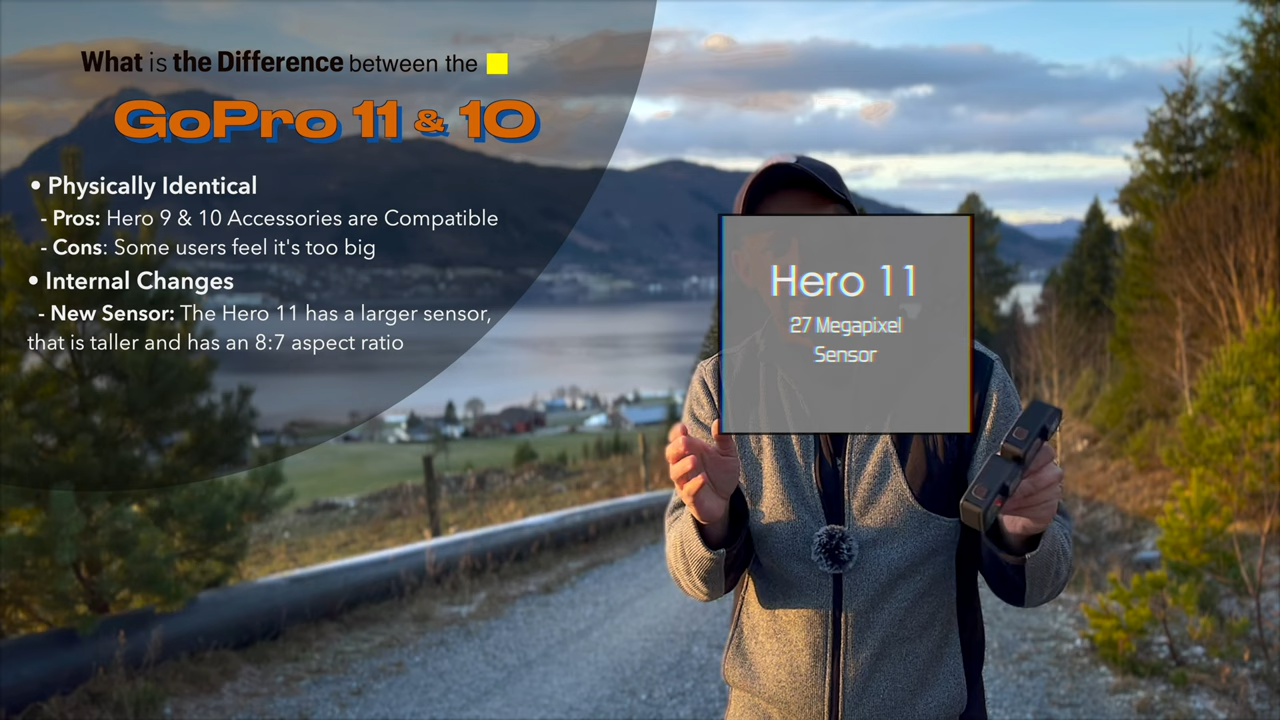 What is the Difference between the
GoPro 11 & 10
• Physically Identical
- Pros: Hero 9 & 10 Accessories are Compatible
- Cons: Some users feel it's too big
• Internal Changes
- New Sensor: The Hero 11 has a larger sensor,
that is taller and has an 8:7 aspect ratio
Hero 11
27 Megapixel
Sensor